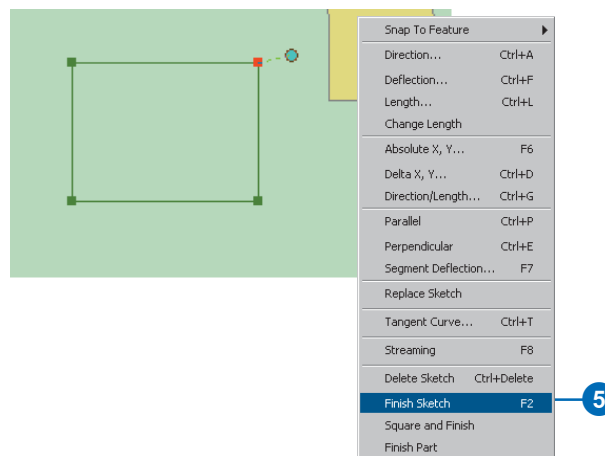 Snap To Feature
Direction... Ctrl+A
Deflection... Ctrl+F
Length... Ctrl+L
Change Length
Absolute X, Y... F6
Delta X, Y... Ctrl+D
Direction/Length... Ctrl+G
Parallel Ctrl+P
Perpendicular Ctrl+E
Segment Deflection... F7
Replace Sketch
Tangent Curve... Ctrl+T
Streaming F8
Delete Sketch Ctrl+Delete
Finish Sketch F2
5
Square and Finish
Finish Part